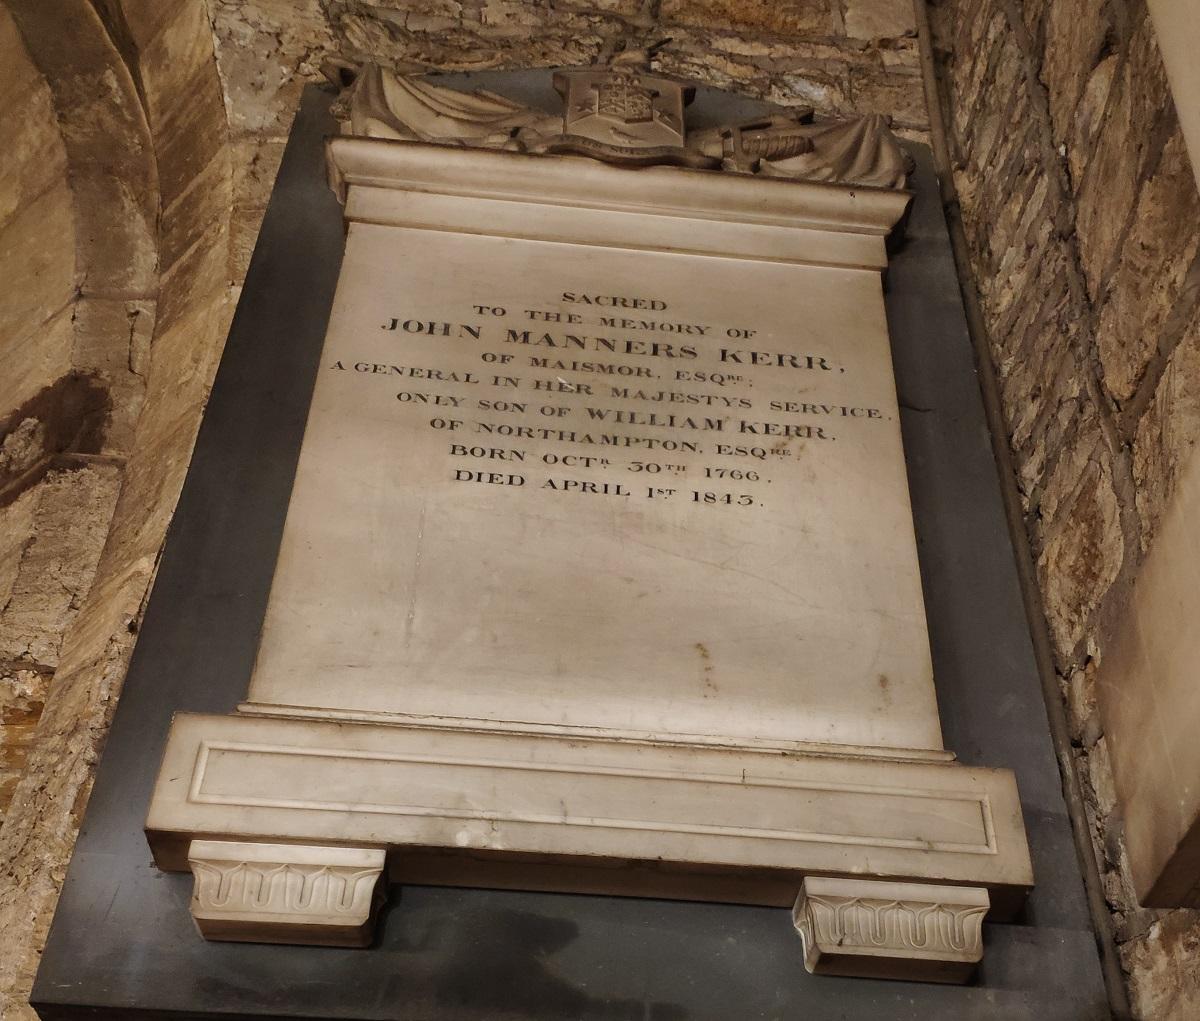 SACRED
TO THE MEMORY OF
JOHN MANNERS KERR,
OF MAISMOR, ESQRE;
A GENERAL IN HER MAJESTYS SERVICE.
ONLY SON OF WILLIAM KERR.
OF NORTHAMPTON, ESQRE.
BORN OCTR. 30TH 1766.
DIED APRIL 1ST 1843.